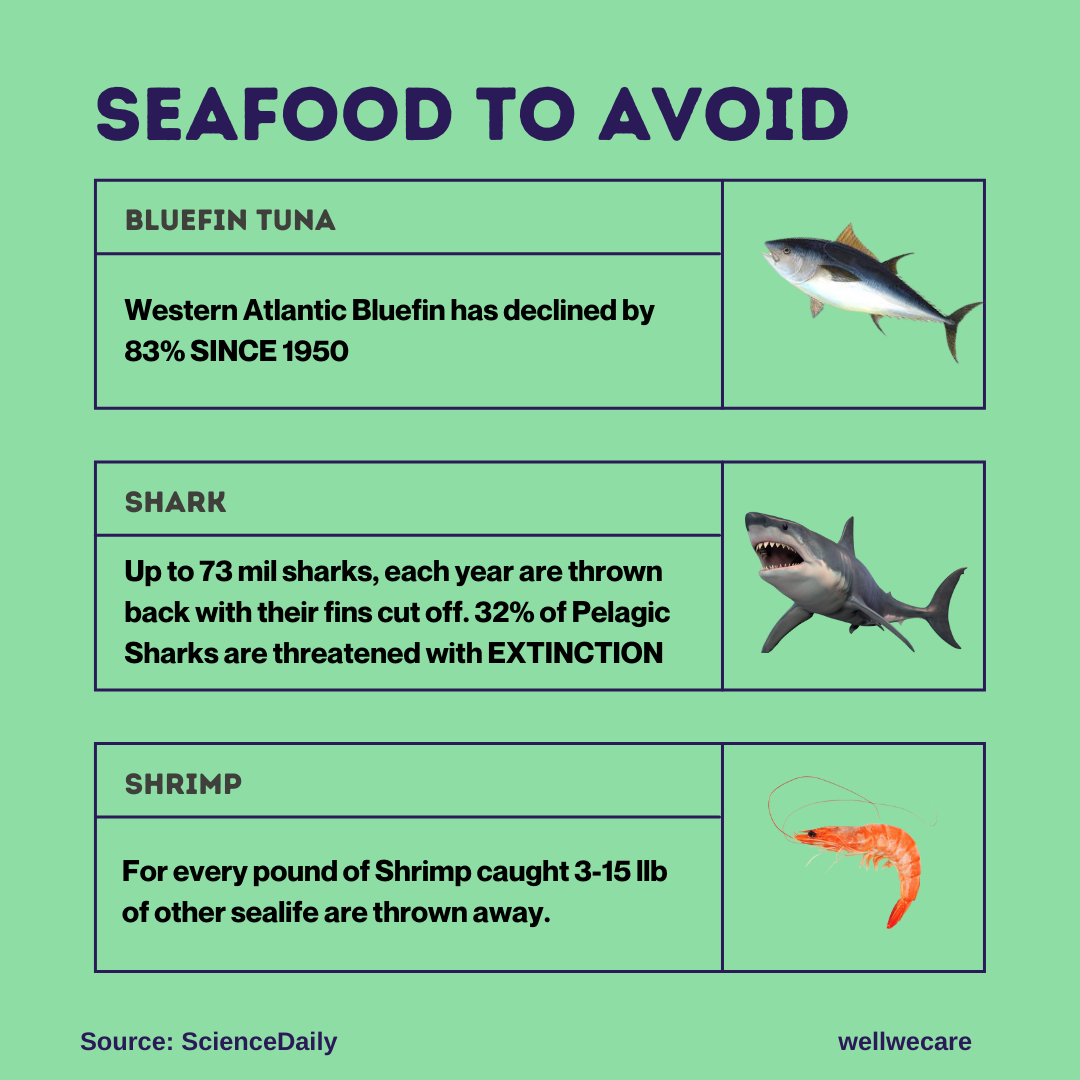 SEAFOOD TO AVOID
BLUEFIN TUNA
Western Atlantic Bluefin has declined by
83% SINCE 1950
SHARK
Up to 73 mil sharks, each year are thrown
back with their fins cut off. 32% of Pelagic
Sharks are threatened with EXTINCTION
SHRIMP
For every pound of Shrimp caught 3-15 llb
of other sealife are thrown away.
Source: ScienceDaily
wellwecare